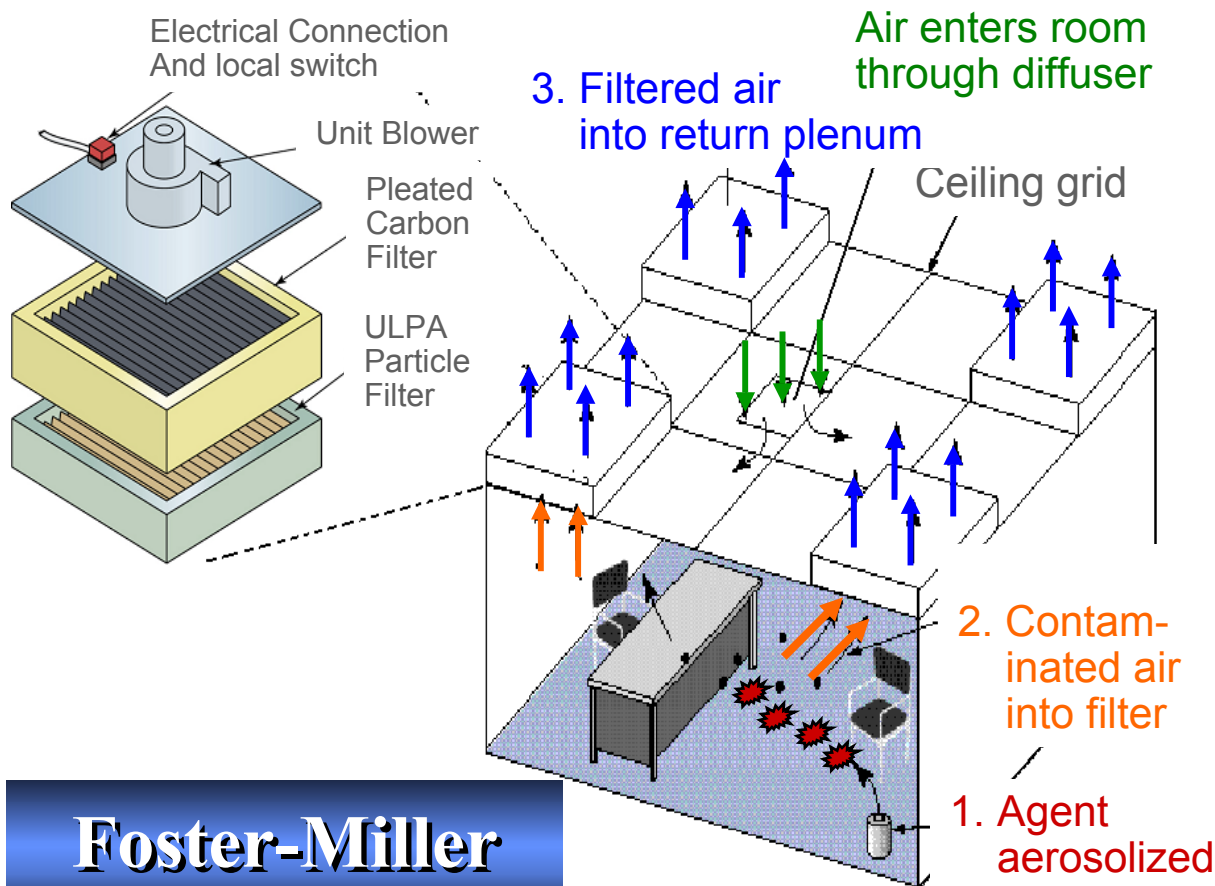 Electrical Connection
And local switch
Unit Blower
Pleated
Carbon
Filter
ULPA
Particle
Filter
Air enters room
through diffuser
3. Filtered air
into return plenum
Ceiling grid
2. Contam-
inated air
into filter
1. Agent
aerosolized
Foster-Miller